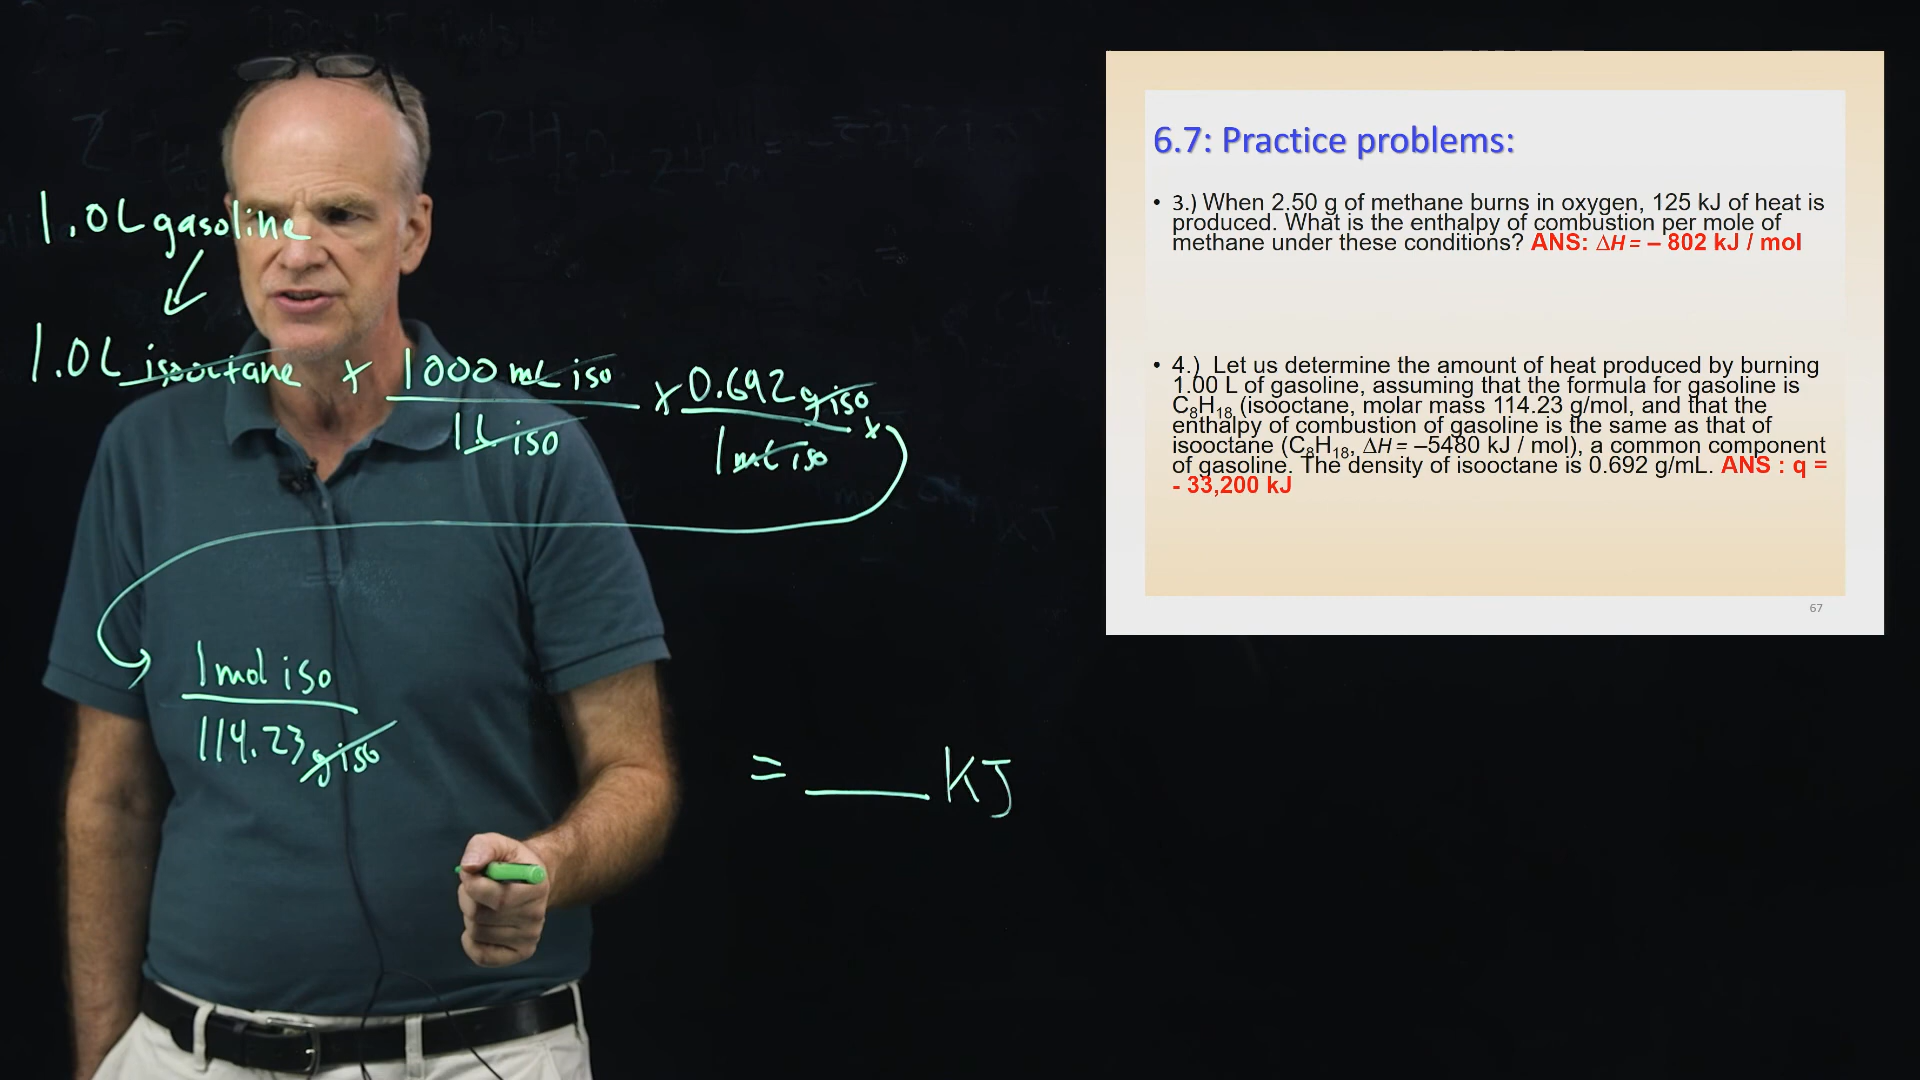 1.0 L gasoline
1.0 L isooctane x 1000 mL iso x 0.692 g iso x
1 L iso 1 mL iso
1 mol iso
114.23 g iso
= ___ KJ
6.7: Practice problems:
• 3.) When 2.50 g of methane burns in oxygen, 125 kJ of heat is
produced. What is the enthalpy of combustion per mole of
methane under these conditions? ANS: ΔH = – 802 kJ / mol
• 4.) Let us determine the amount of heat produced by burning
1.00 L of gasoline, assuming that the formula for gasoline is
C₈H₁₈ (isooctane, molar mass 114.23 g/mol, and that the
enthalpy of combustion of gasoline is the same as that of
isooctane (C₈H₁₈, ΔH = –5480 kJ / mol), a common component
of gasoline. The density of isooctane is 0.692 g/mL. ANS : q =
- 33,200 kJ
67